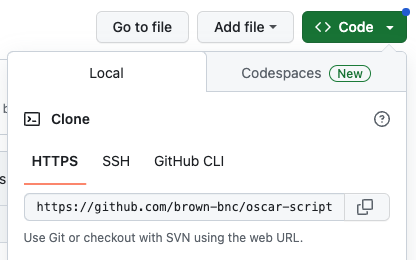 Go to file Add file <> Code
Local Codespaces New
Clone
HTTPS SSH GitHub CLI
https://github.com/brown-bnc/oscar-script
Use Git or checkout with SVN using the web URL.